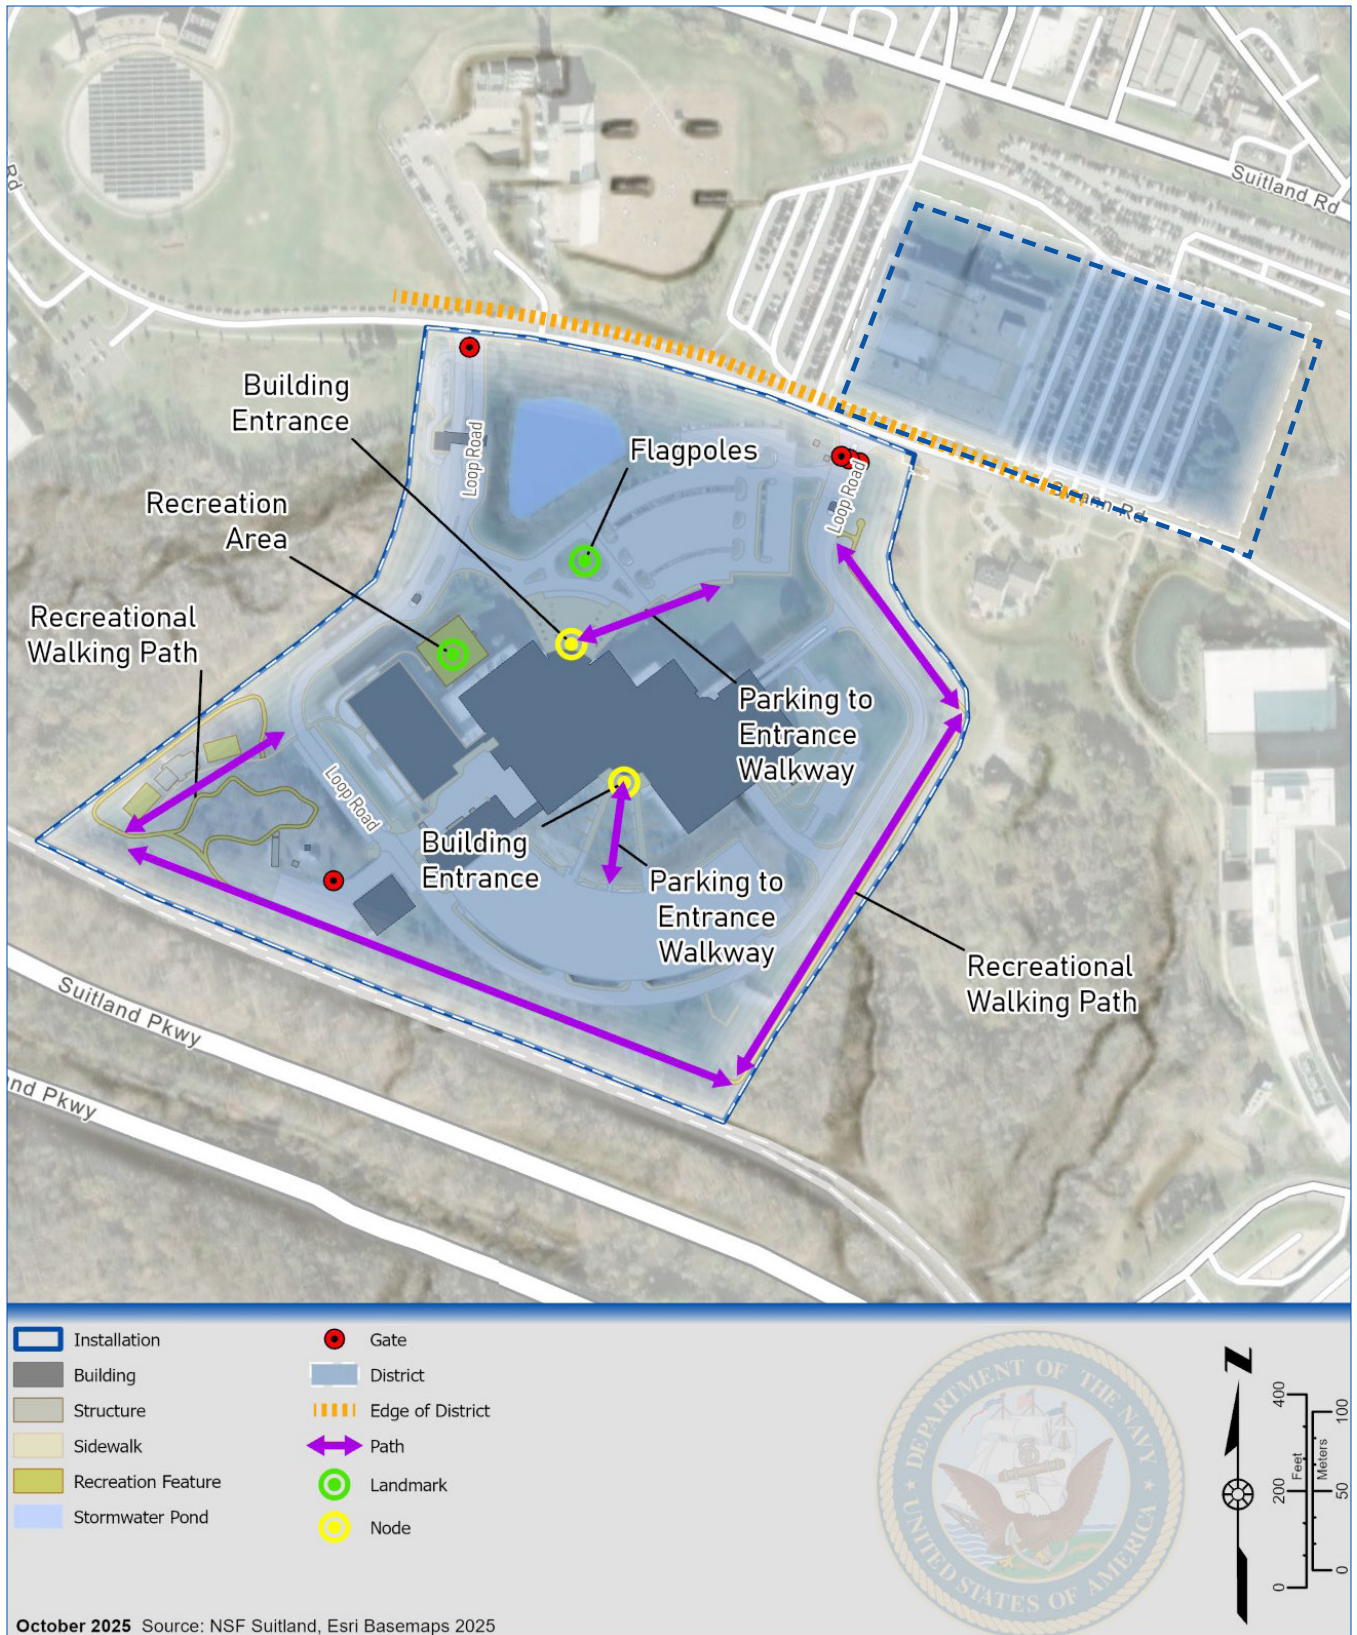 Rd
Suitland Rd
Building
Entrance
Flagpoles
Loop Road
Loop Road
Recreation
Area
Swann Rd
Recreational
Walking Path
Parking to
Entrance
Walkway
Loop Road
Building
Entrance
Parking to
Entrance
Walkway
Recreational
Walking Path
Suitland Pkwy
nd Pkwy
Installation
Building
Structure
Sidewalk
Recreation Feature
Stormwater Pond
Gate
District
Edge of District
Path
Landmark
Node
DEPARTMENT OF THE NAVY
UNITED STATES OF AMERICA
N
400
200
0
Feet
Meters
100
50
0
October 2025 Source: NSF Suitland, Esri Basemaps 2025